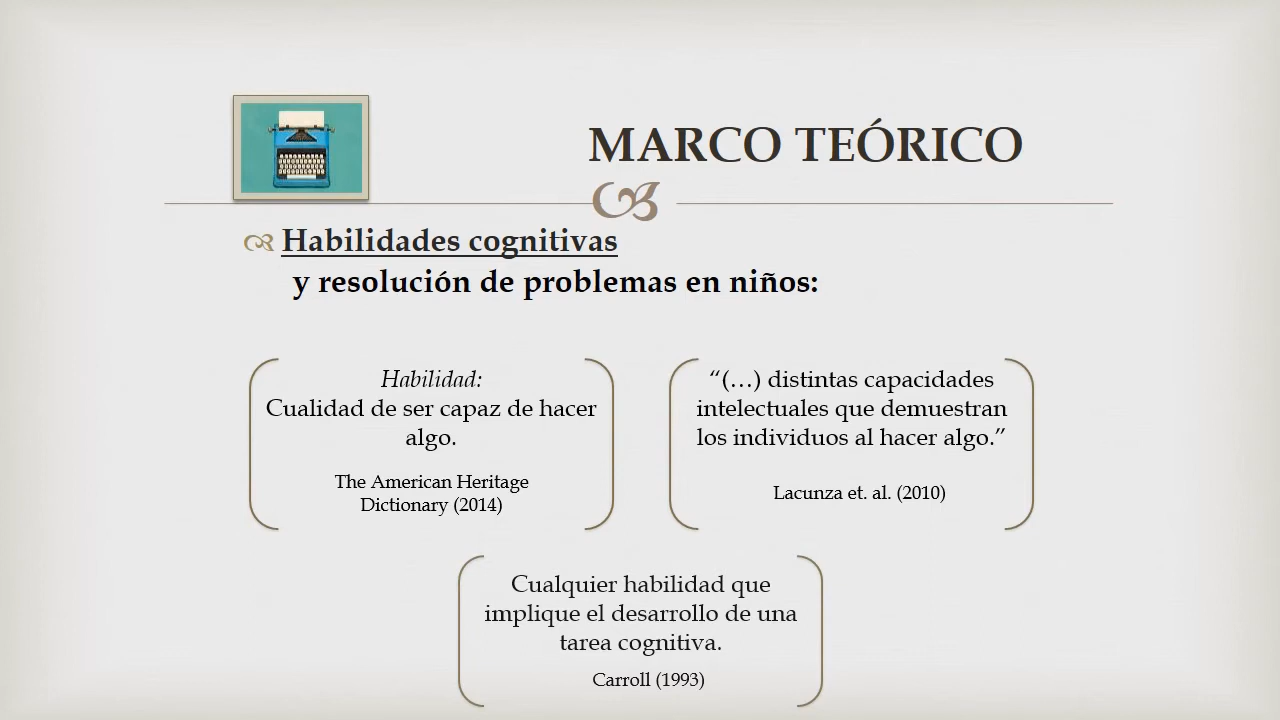 MARCO TEÓRICO
Habilidades cognitivas
y resolución de problemas en niños:
Habilidad:
Cualidad de ser capaz de hacer
algo.
The American Heritage
Dictionary (2014)
“(…) distintas capacidades
intelectuales que demuestran
los individuos al hacer algo.”
Lacunza et. al. (2010)
Cualquier habilidad que
implique el desarrollo de una
tarea cognitiva.
Carroll (1993)